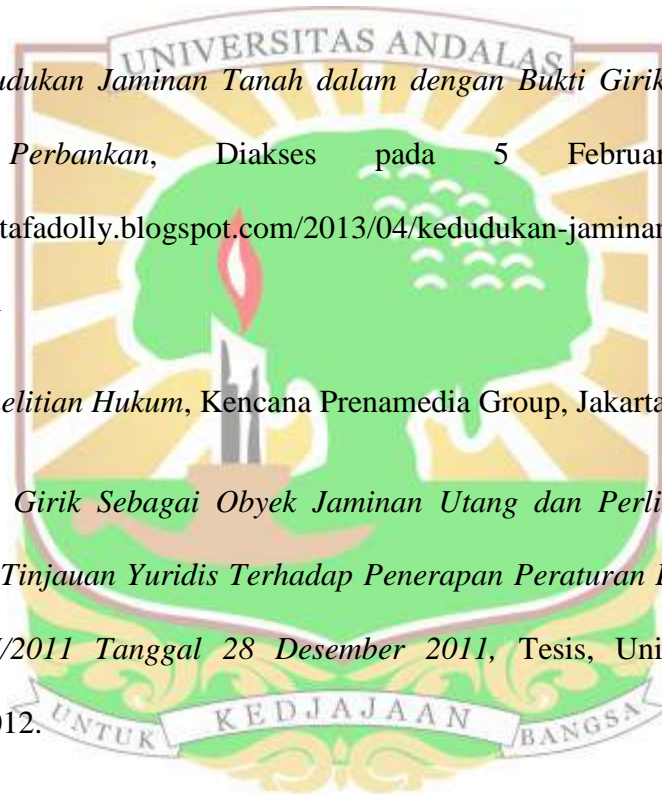 UNIVERSITAS ANDALAS
udukan Jaminan Tanah dalam dengan Bukti Girik
Perbankan, Diakses pada 5 Februar
tafadolly.blogspot.com/2013/04/kedudukan-jaminan
elitian Hukum, Kencana Prenamedia Group, Jakarta
Girik Sebagai Obyek Jaminan Utang dan Perli
Tinjauan Yuridis Terhadap Penerapan Peraturan
/2011 Tanggal 28 Desember 2011, Tesis, Uni
012.
UNTUK KEDJAJAAN BANGSA